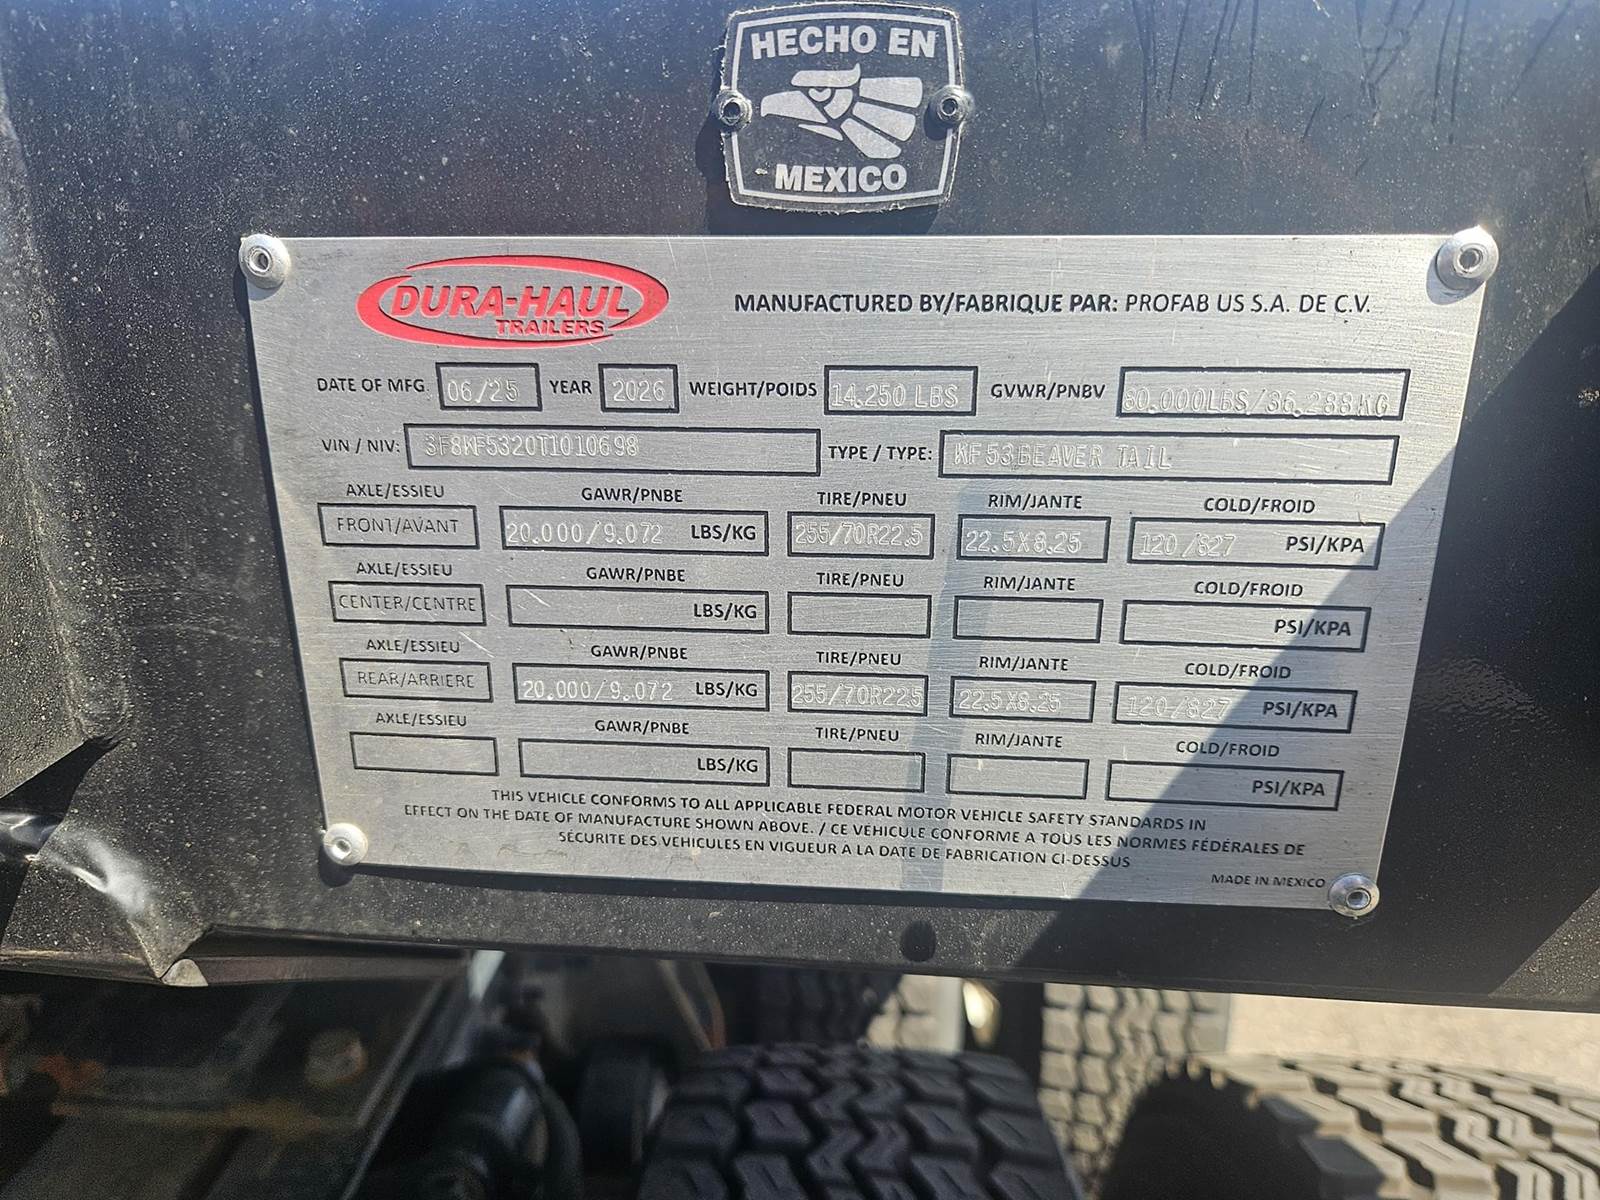 HECHO EN
MEXICO
DURA-HAUL
TRAILERS
MANUFACTURED BY/FABRIQUE PAR: PROFAB US S.A. DE C.V.
DATE OF MFG. 06/25 YEAR 2026 WEIGHT/POIDS 14.250 LBS GVWR/PNBV 80.000LBS/36.288KG
VIN / NIV: 3F8WF5320T1010698 TYPE / TYPE: WF53BEAVER TAIL
AXLE/ESSIEU GAWR/PNBE TIRE/PNEU RIM/JANTE COLD/FROID
FRONT/AVANT 20.000/9.072 LBS/KG 255/70R22.5 22.5X8.25 120/827 PSI/KPA
AXLE/ESSIEU GAWR/PNBE TIRE/PNEU RIM/JANTE COLD/FROID
CENTER/CENTRE LBS/KG PSI/KPA
AXLE/ESSIEU GAWR/PNBE TIRE/PNEU RIM/JANTE COLD/FROID
REAR/ARRIERE 20.000/9.072 LBS/KG 255/70R22.5 22.5X8.25 120/827 PSI/KPA
AXLE/ESSIEU GAWR/PNBE TIRE/PNEU RIM/JANTE COLD/FROID
LBS/KG PSI/KPA
THIS VEHICLE CONFORMS TO ALL APPLICABLE FEDERAL MOTOR VEHICLE SAFETY STANDARDS IN
EFFECT ON THE DATE OF MANUFACTURE SHOWN ABOVE. / CE VÉHICULE CONFORME A TOUS LES NORMES FÉDÉRALES DE
SÉCURITE DES VEHICULES EN VIGUEUR A LA DATE DE FABRICATION CI-DESSUS
MADE IN MEXICO